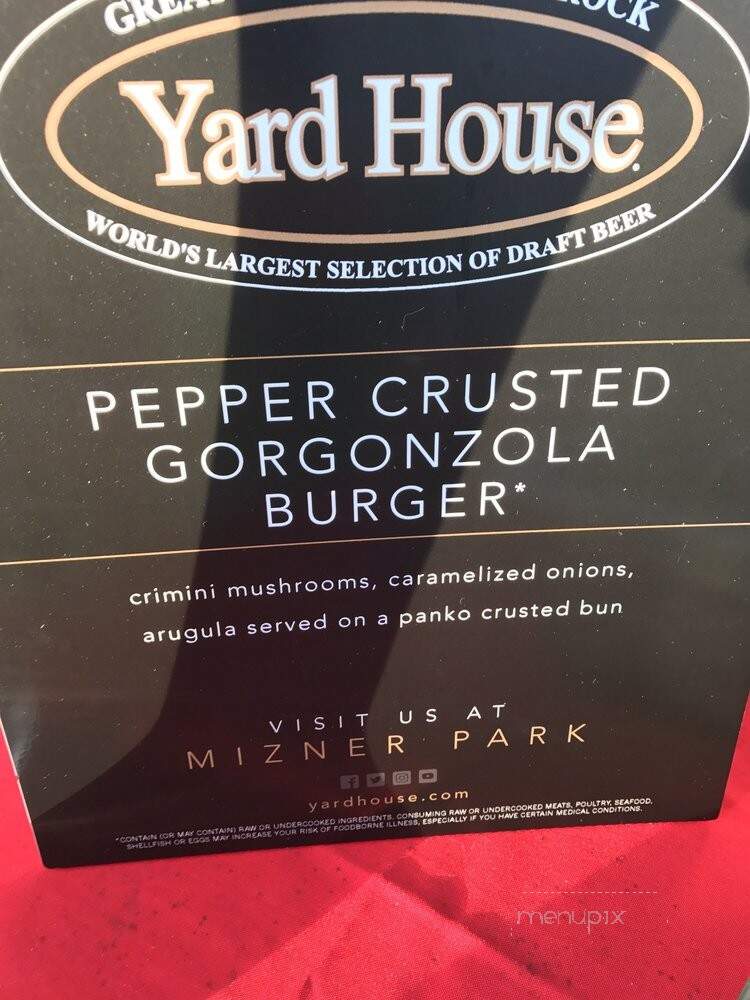 Yard House
WORLD'S LARGEST SELECTION OF DRAFT BEER
PEPPER CRUSTED
GORGONZOLA
BURGER*
crimini mushrooms, caramelized onions,
arugula served on a panko crusted bun
VISIT US AT
MIZNER PARK
yardhouse.com
*CONTAIN (OR MAY CONTAIN) RAW OR UNDERCOOKED INGREDIENTS. CONSUMING RAW OR UNDERCOOKED MEATS, POULTRY, SEAFOOD,
SHELLFISH OR EGGS MAY INCREASE YOUR RISK OF FOODBORNE ILLNESS, ESPECIALLY IF YOU HAVE CERTAIN MEDICAL CONDITIONS.
menupix